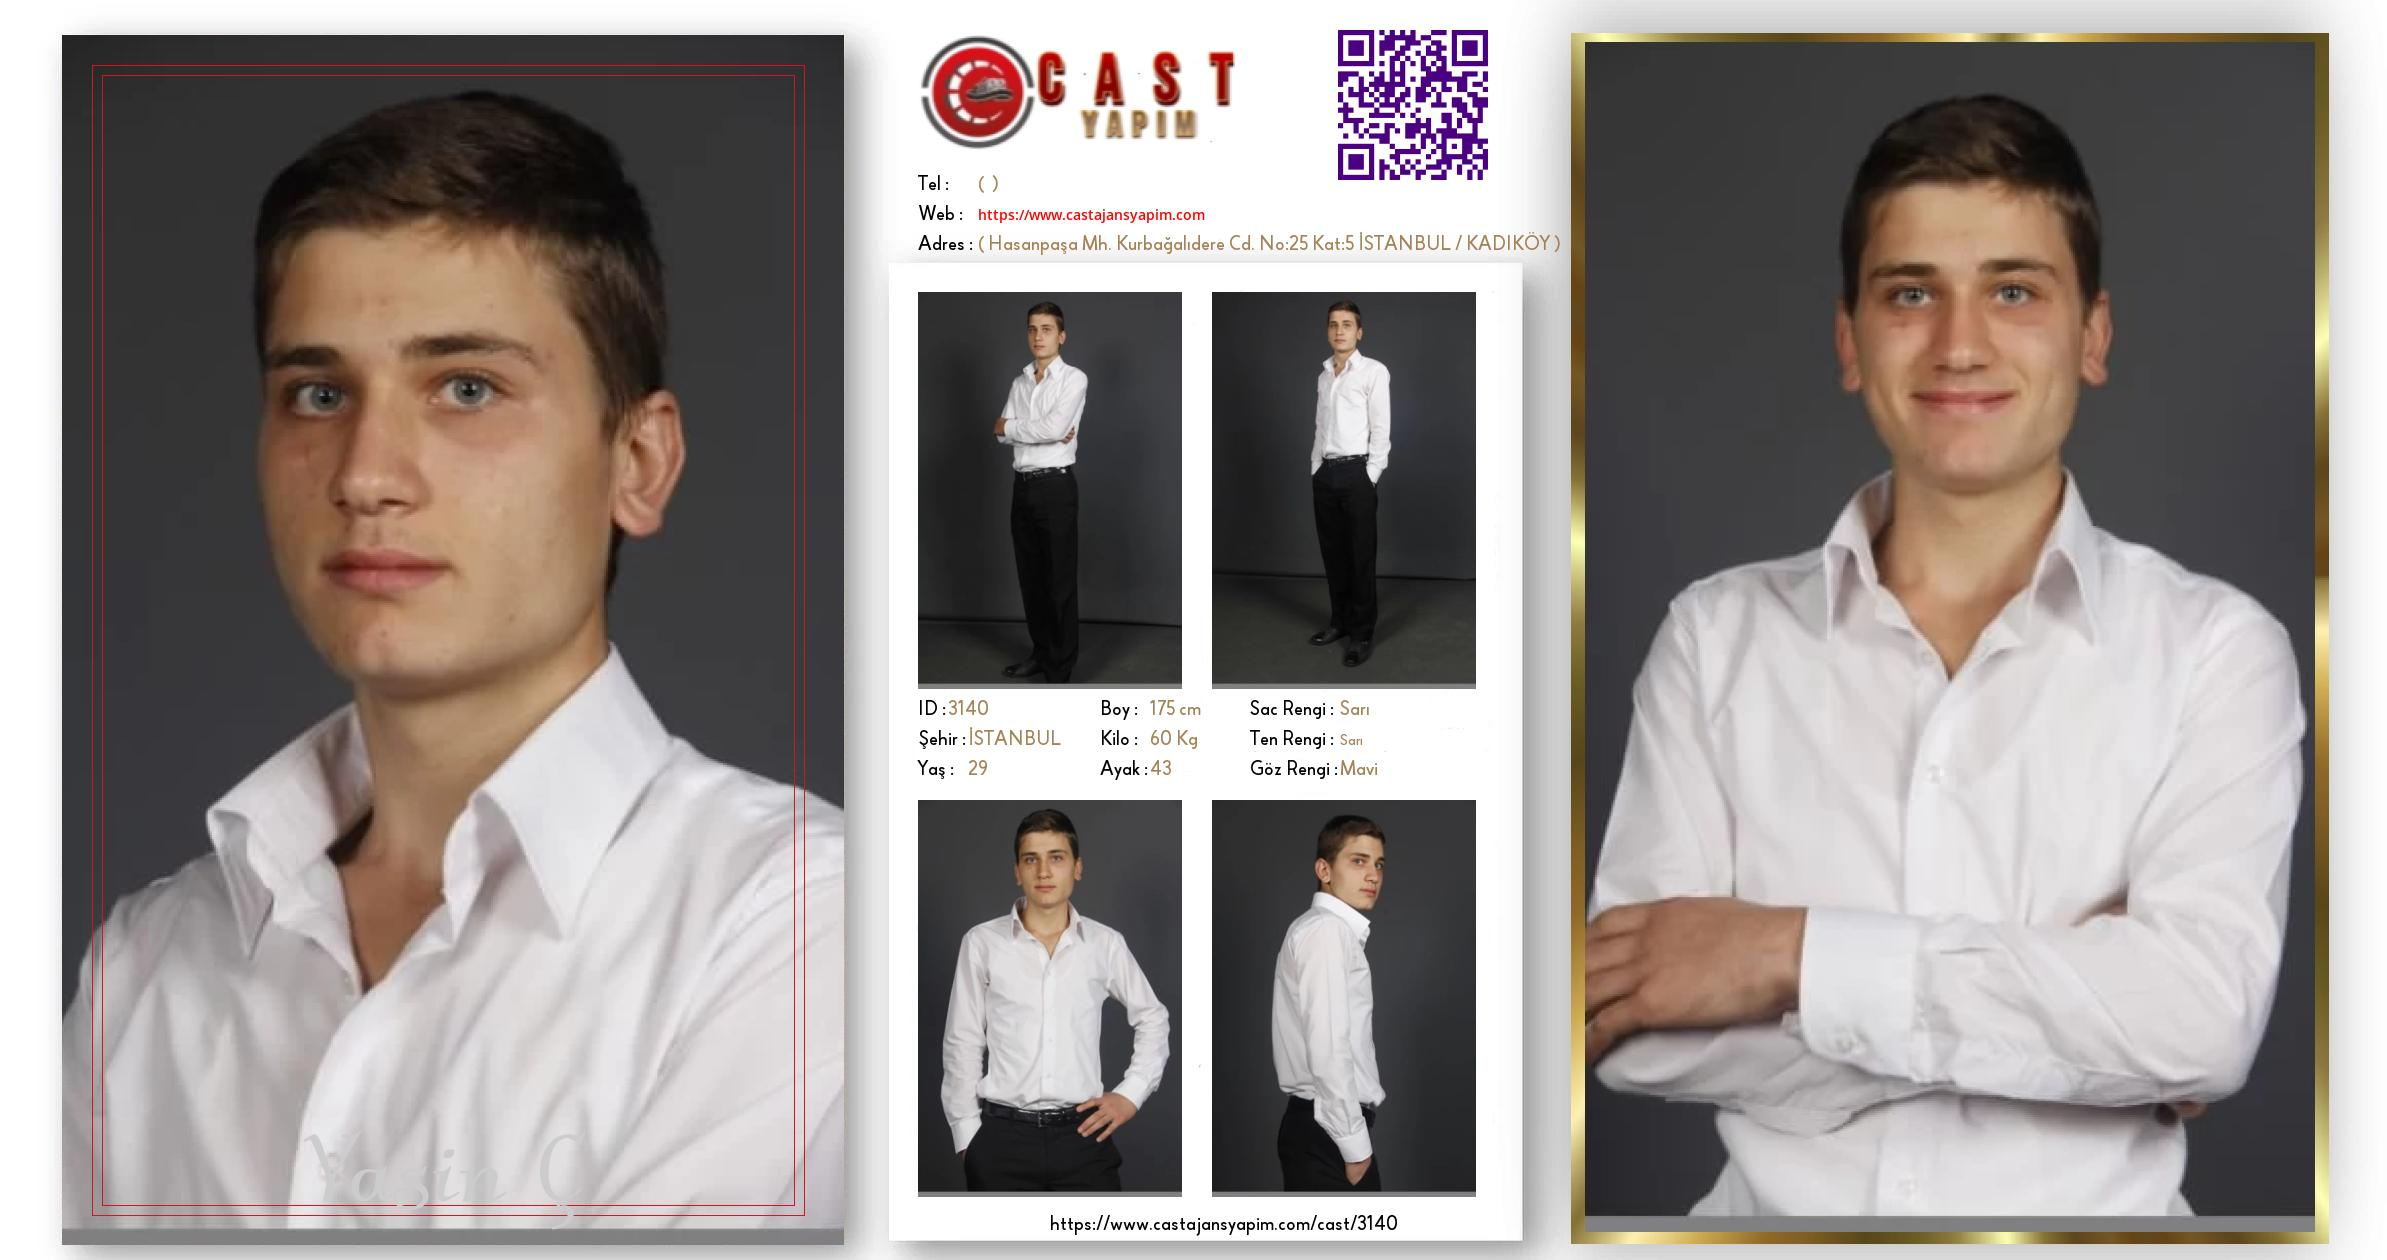 CAST
YAPIM
Tel : ( )
Web : https://www.castajansyapim.com
Adres : ( Hasanpaşa Mh. Kurbağalıdere Cd. No:25 Kat:5 İSTANBUL / KADIKÖY )
ID : 3140 Boy : 175 cm Sac Rengi : Sarı
Şehir : İSTANBUL Kilo : 60 Kg Ten Rengi : Sarı
Yaş : 29 Ayak : 43 Göz Rengi : Mavi
Yasin Ç
https://www.castajansyapim.com/cast/3140